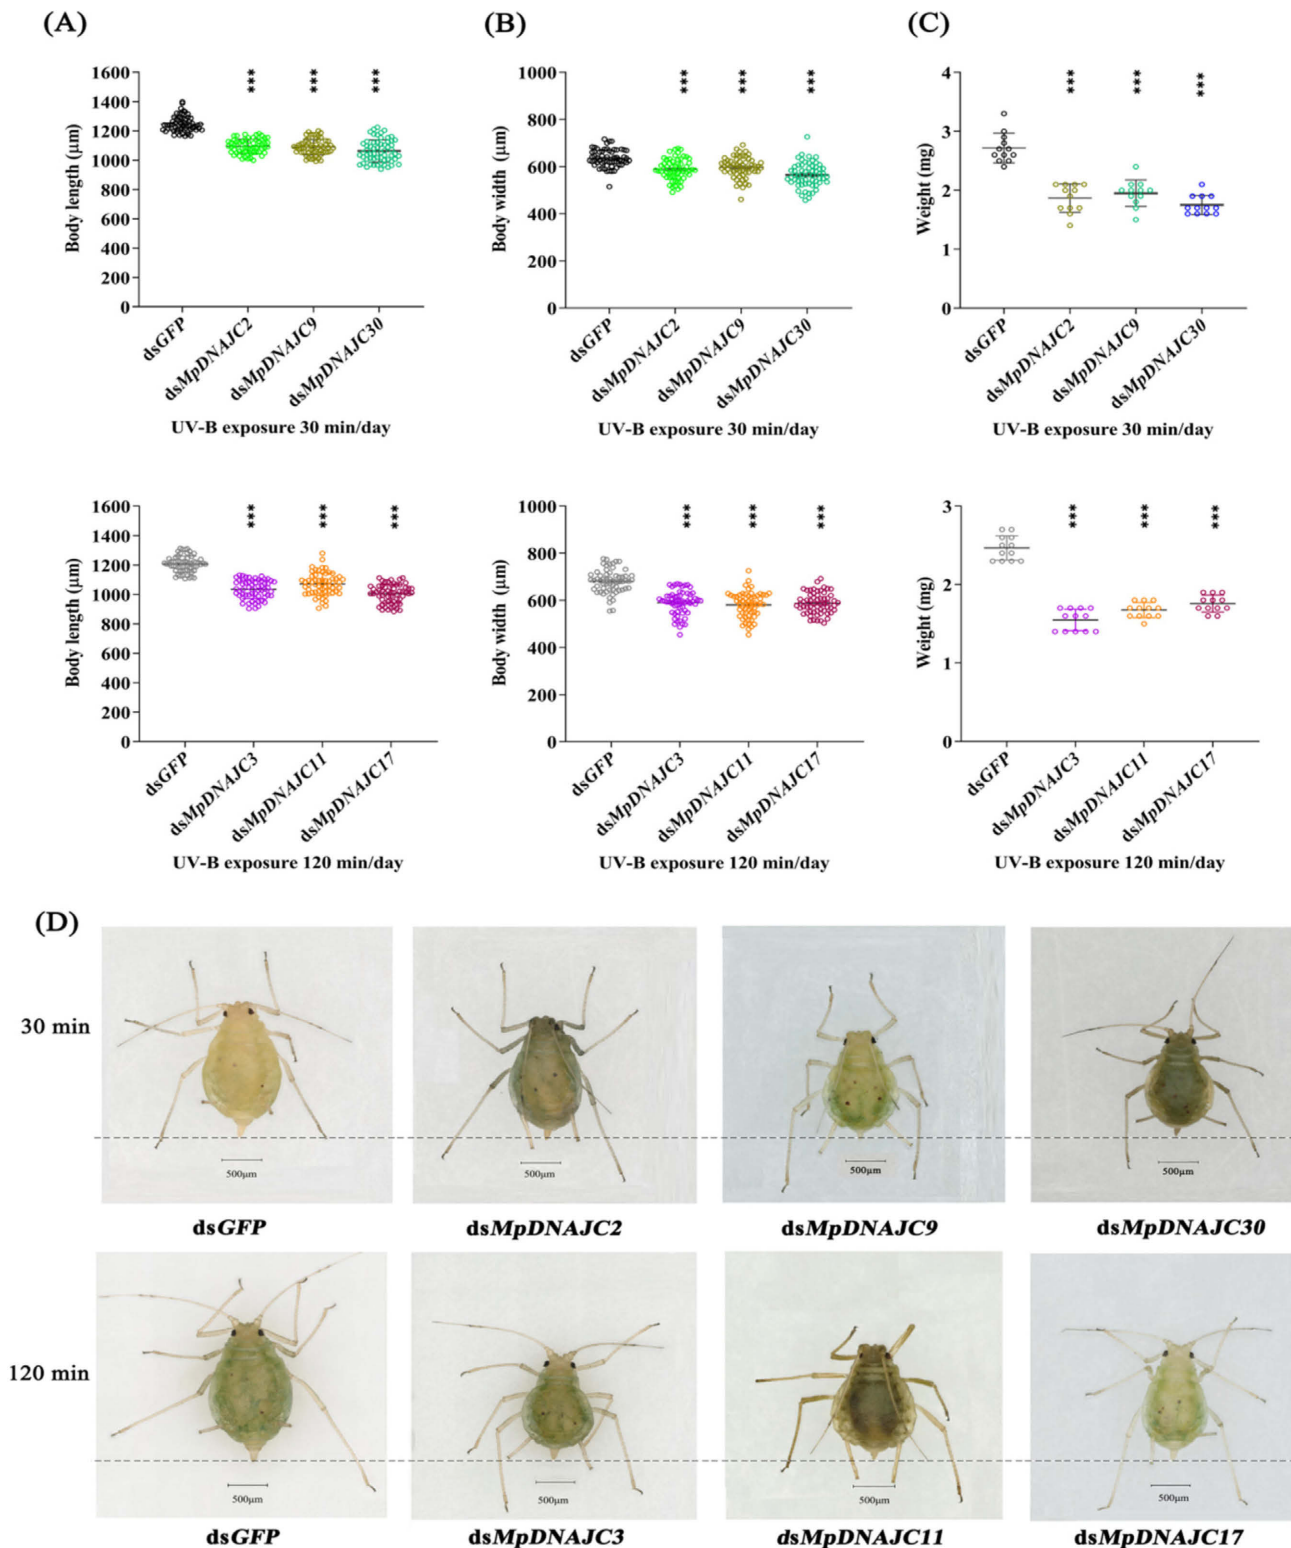 (A) (B) (C)
*** *** *** *** *** *** *** *** ***
1600 1400 1200 1000 800 600 400 200 0
Body length (μm)
1000 800 600 400 200 0
Body width (μm)
4 3 2 1 0
Weight (mg)
dsGFP dsMpDNAJC2 dsMpDNAJC9 dsMpDNAJC30
dsGFP dsMpDNAJC2 dsMpDNAJC9 dsMpDNAJC30
dsGFP dsMpDNAJC2 dsMpDNAJC9 dsMpDNAJC30
UV-B exposure 30 min/day UV-B exposure 30 min/day UV-B exposure 30 min/day
*** *** *** *** *** *** *** *** ***
1600 1400 1200 1000 800 600 400 200 0
Body length (μm)
1000 800 600 400 200 0
Body width (μm)
3 2 1 0
Weight (mg)
dsGFP dsMpDNAJC3 dsMpDNAJC11 dsMpDNAJC17
dsGFP dsMpDNAJC3 dsMpDNAJC11 dsMpDNAJC17
dsGFP dsMpDNAJC3 dsMpDNAJC11 dsMpDNAJC17
UV-B exposure 120 min/day UV-B exposure 120 min/day UV-B exposure 120 min/day
(D)
30 min
500μm 500μm 500μm 500μm
dsGFP dsMpDNAJC2 dsMpDNAJC9 dsMpDNAJC30
120 min
500μm 500μm 500μm 500μm
dsGFP dsMpDNAJC3 dsMpDNAJC11 dsMpDNAJC17